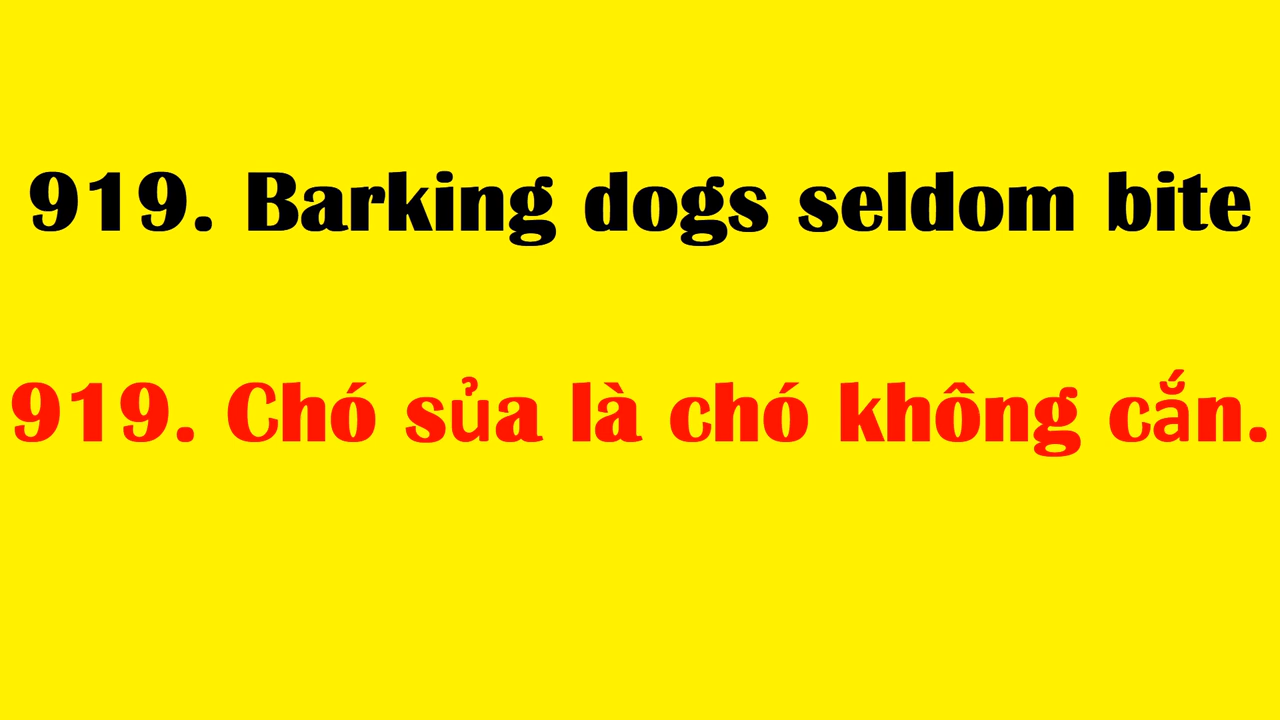 919. Barking dogs seldom bite
919. Chó sủa là chó không cắn.